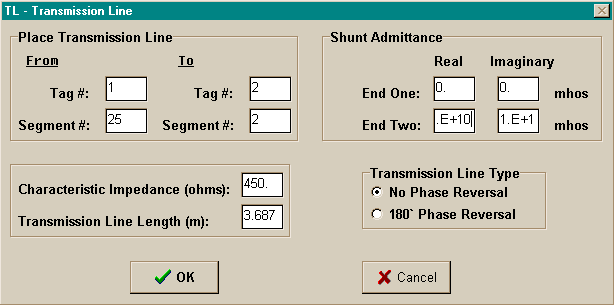 TL - Transmission Line
Place Transmission Line
From To
Tag #: 1 Tag #: 2
Segment #: 25 Segment #: 2
Shunt Admittance
Real Imaginary
End One: 0. 0. mhos
End Two: .E+10 1.E+1 mhos
Characteristic Impedance (ohms): 450.
Transmission Line Length (m): 3.687
Transmission Line Type
No Phase Reversal
180` Phase Reversal
OK Cancel